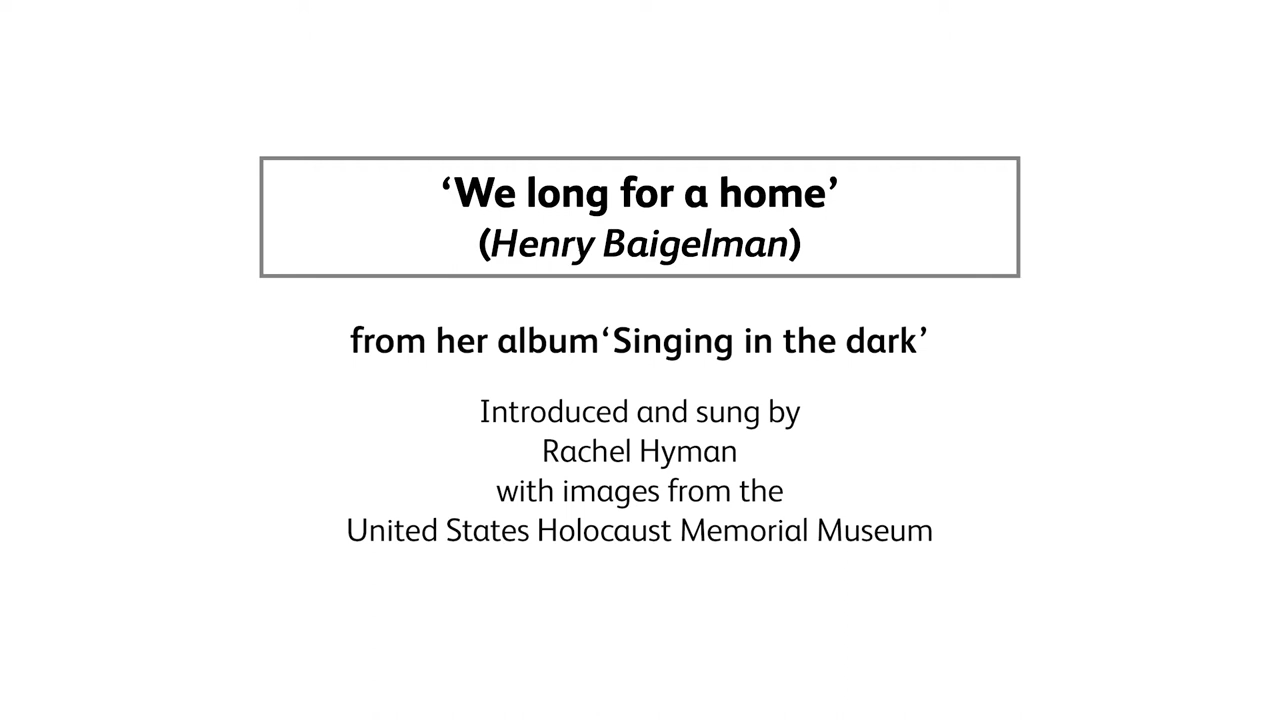 ‘We long for a home’
(Henry Baigelman)
from her album‘Singing in the dark’
Introduced and sung by
Rachel Hyman
with images from the
United States Holocaust Memorial Museum